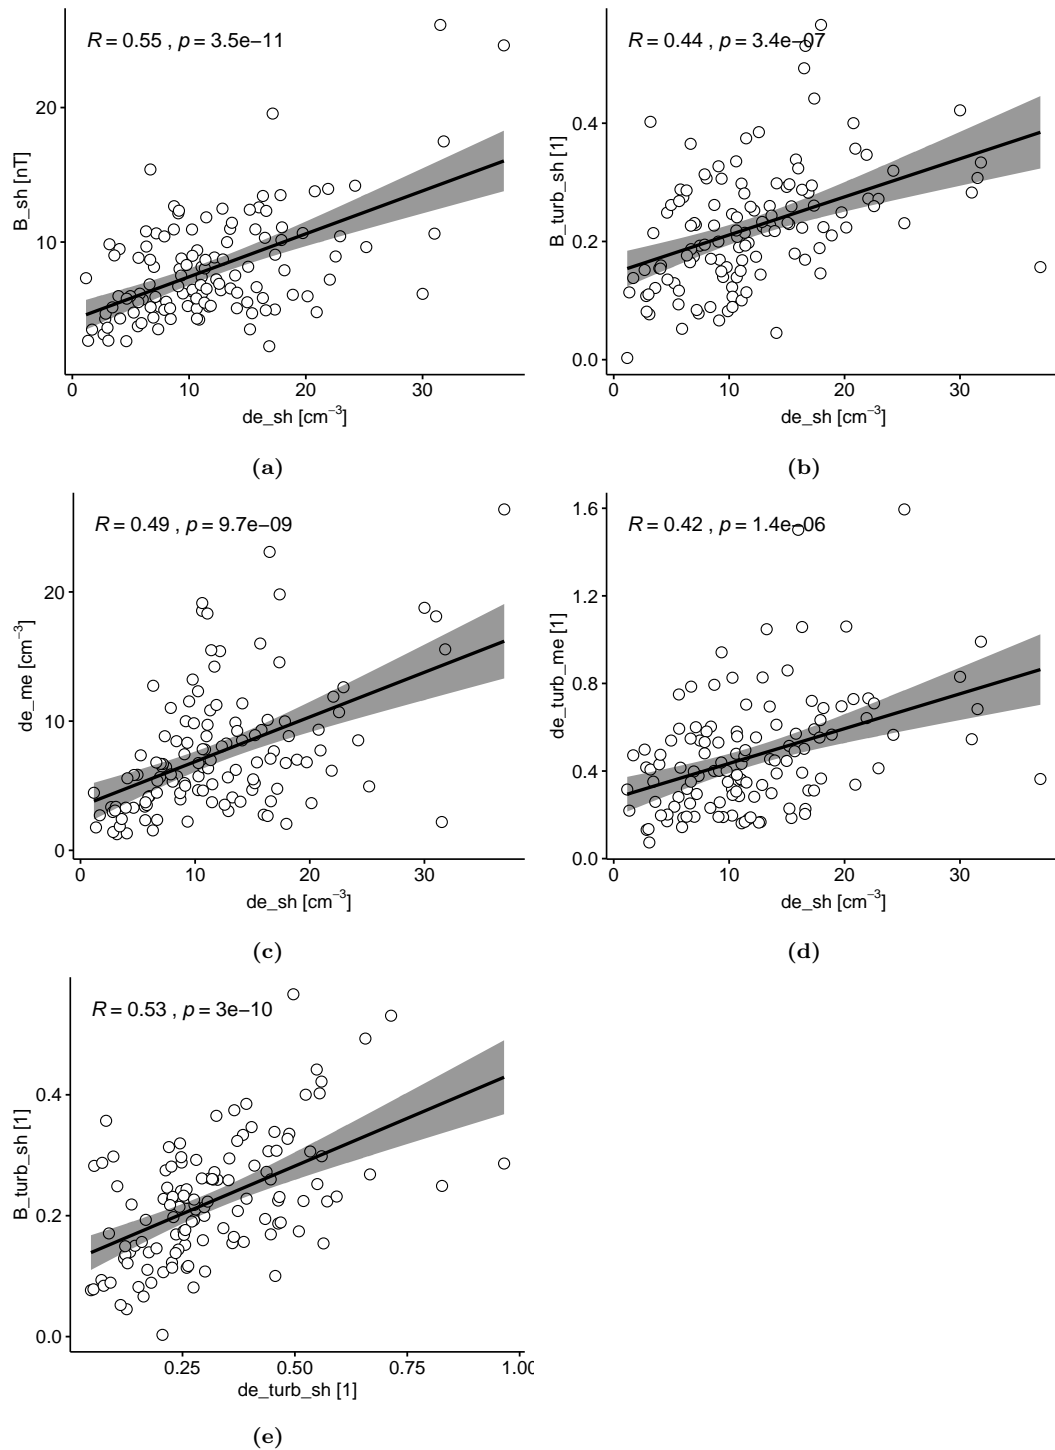 R = 0.55 , p = 3.5e−11
B_sh [nT]
20
10
0 10 20 30
de_sh [cm⁻³]
(a)
R = 0.44 , p = 3.4e−07
B_turb_sh [1]
0.4
0.2
0.0
0 10 20 30
de_sh [cm⁻³]
(b)
R = 0.49 , p = 9.7e−09
de_me [cm⁻³]
20
10
0
0 10 20 30
de_sh [cm⁻³]
(c)
R = 0.42 , p = 1.4e−06
de_turb_me [1]
1.6
1.2
0.8
0.4
0.0
0 10 20 30
de_sh [cm⁻³]
(d)
R = 0.53 , p = 3e−10
B_turb_sh [1]
0.4
0.2
0.0
0.25 0.50 0.75 1.00
de_turb_sh [1]
(e)